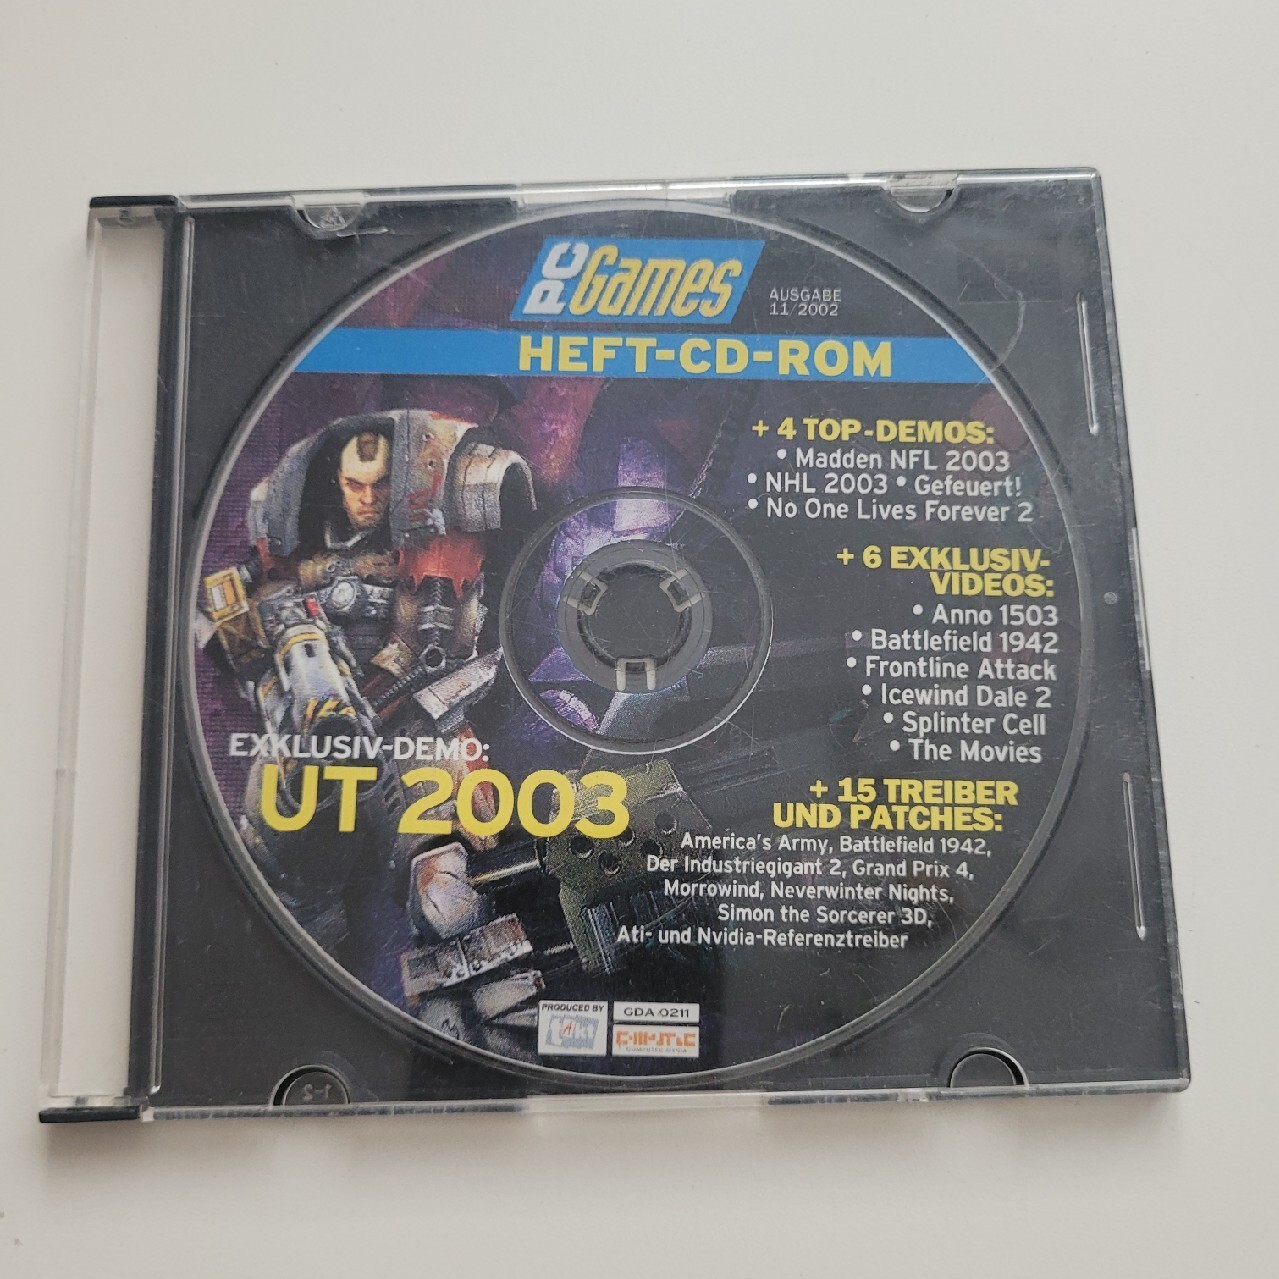 PC Games
AUSGABE
11/2002
HEFT-CD-ROM
+ 4 TOP-DEMOS:
• Madden NFL 2003
• NHL 2003 • Gefeuert!
• No One Lives Forever 2
+ 6 EXKLUSIV-
VIDEOS:
• Anno 1503
• Battlefield 1942
• Frontline Attack
• Icewind Dale 2
• Splinter Cell
• The Movies
EXKLUSIV-DEMO:
UT 2003
+ 15 TREIBER
UND PATCHES:
America's Army, Battlefield 1942,
Der Industriegigant 2, Grand Prix 4,
Morrowind, Neverwinter Nights,
Simon the Sorcerer 3D,
Ati- und Nvidia-Referenztreiber
PRODUCED BY
CDA 0211
COMPUTEC